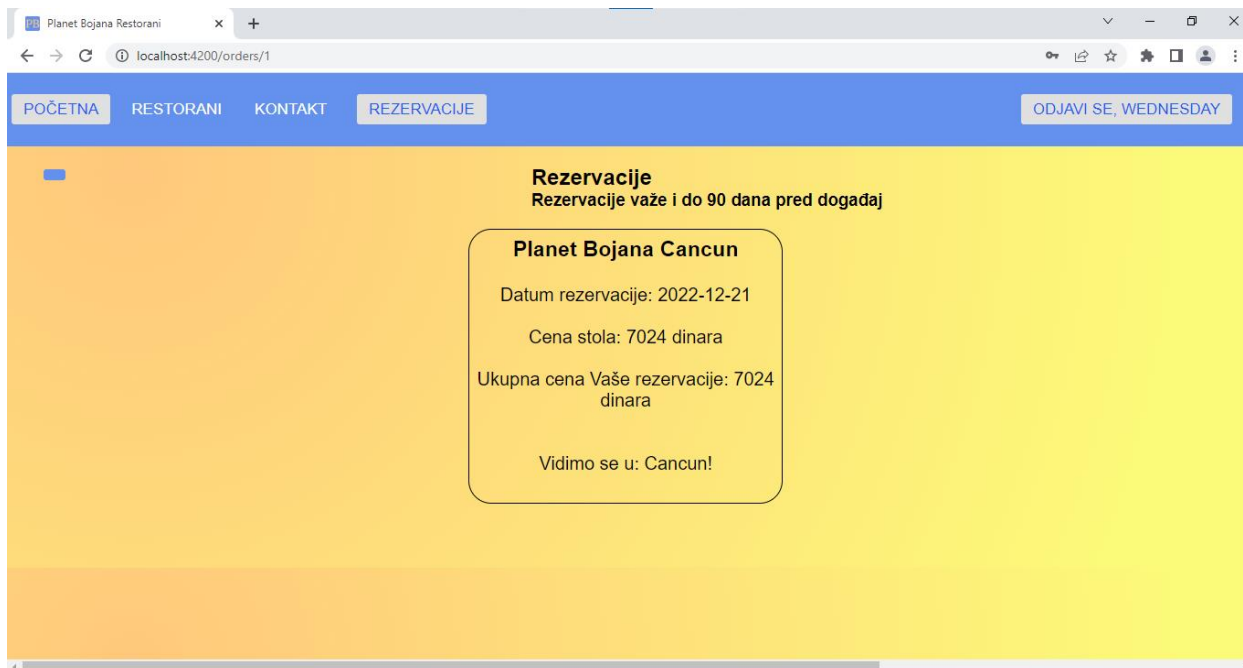 PB Planet Bojana Restorani
localhost:4200/orders/1
POČETNA RESTORANI KONTAKT REZERVACIJE ODJAVI SE, WEDNESDAY
Rezervacije
Rezervacije važe i do 90 dana pred događaj
Planet Bojana Cancun
Datum rezervacije: 2022-12-21
Cena stola: 7024 dinara
Ukupna cena Vaše rezervacije: 7024
dinara
Vidimo se u: Cancun!